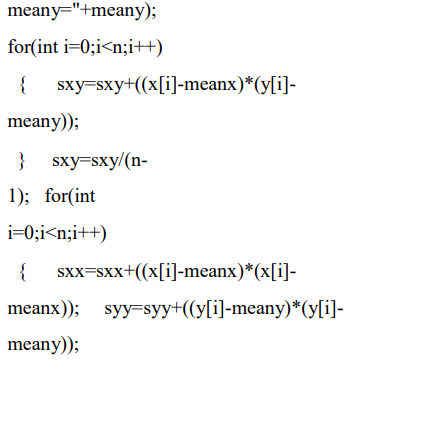 meany="+meany);
for(int i=0;i<n;i++)
{ sxy=sxy+((x[i]-meanx)*(y[i]-
meany));
} sxy=sxy/(n-
1); for(int
i=0;i<n;i++)
{ sxx=sxx+((x[i]-meanx)*(x[i]-
meanx)); syy=syy+((y[i]-meany)*(y[i]-
meany));